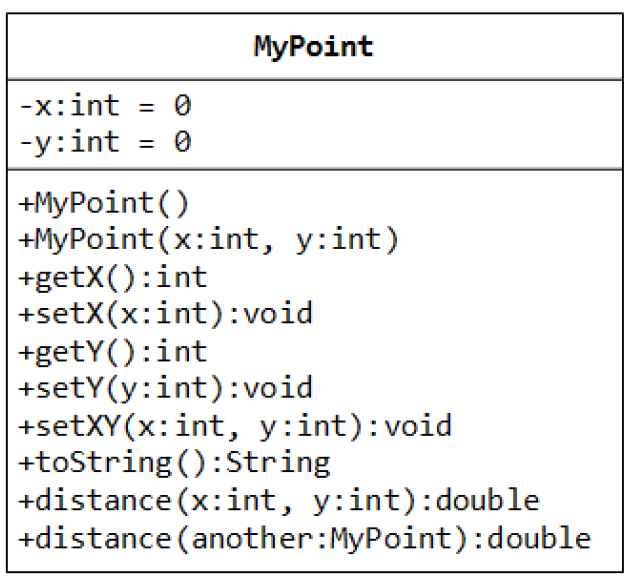 MyPoint
-x:int = 0
-y:int = 0
+MyPoint()
+MyPoint(x:int, y:int)
+getX():int
+setX(x:int):void
+getY():int
+setY(y:int):void
+setXY(x:int, y:int):void
+toString():String
+distance(x:int, y:int):double
+distance(another:MyPoint):double